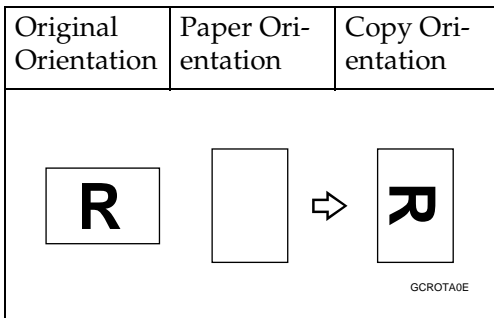 Original Orientation
Paper Ori-
entation
Copy Ori-
entation
R
R
GCROTA0E